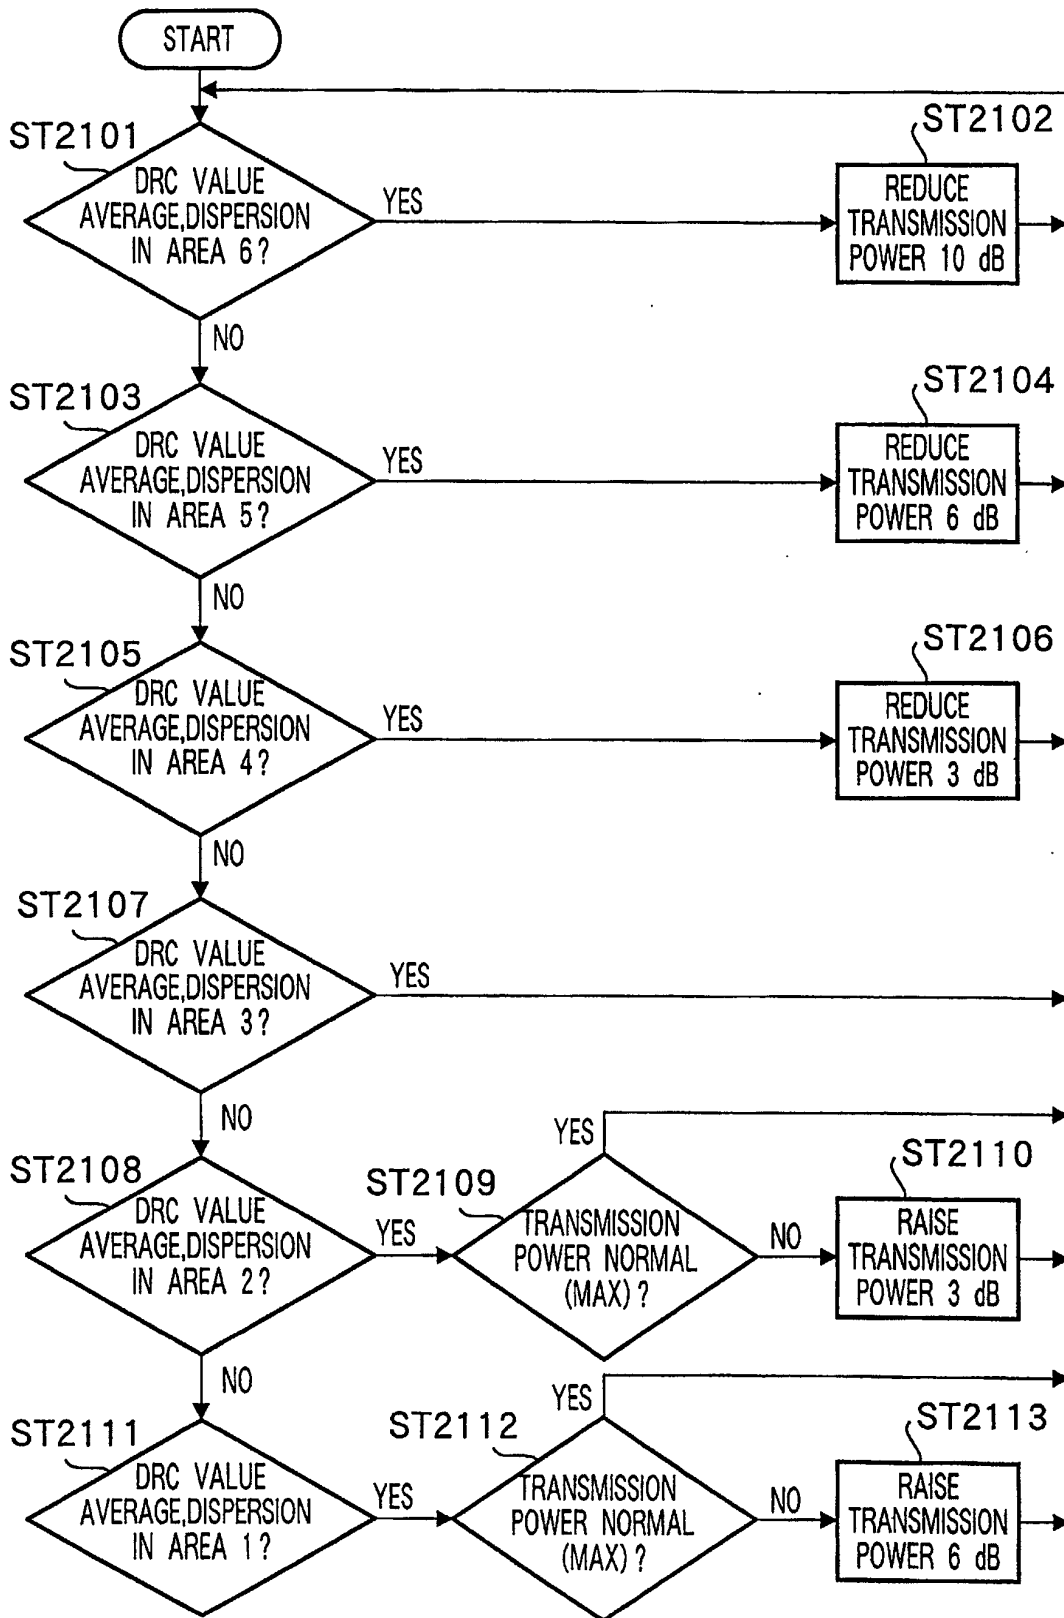 START
ST2101
DRC VALUE
AVERAGE,DISPERSION
IN AREA 6?
YES
ST2102
REDUCE
TRANSMISSION
POWER 10 dB
NO
ST2103
DRC VALUE
AVERAGE,DISPERSION
IN AREA 5?
YES
ST2104
REDUCE
TRANSMISSION
POWER 6 dB
NO
ST2105
DRC VALUE
AVERAGE,DISPERSION
IN AREA 4?
YES
ST2106
REDUCE
TRANSMISSION
POWER 3 dB
NO
ST2107
DRC VALUE
AVERAGE,DISPERSION
IN AREA 3?
YES
NO
ST2108
DRC VALUE
AVERAGE,DISPERSION
IN AREA 2?
YES
ST2109
TRANSMISSION
POWER NORMAL
(MAX)?
YES
NO
ST2110
RAISE
TRANSMISSION
POWER 3 dB
NO
ST2111
DRC VALUE
AVERAGE,DISPERSION
IN AREA 1?
YES
ST2112
TRANSMISSION
POWER NORMAL
(MAX)?
YES
NO
ST2113
RAISE
TRANSMISSION
POWER 6 dB